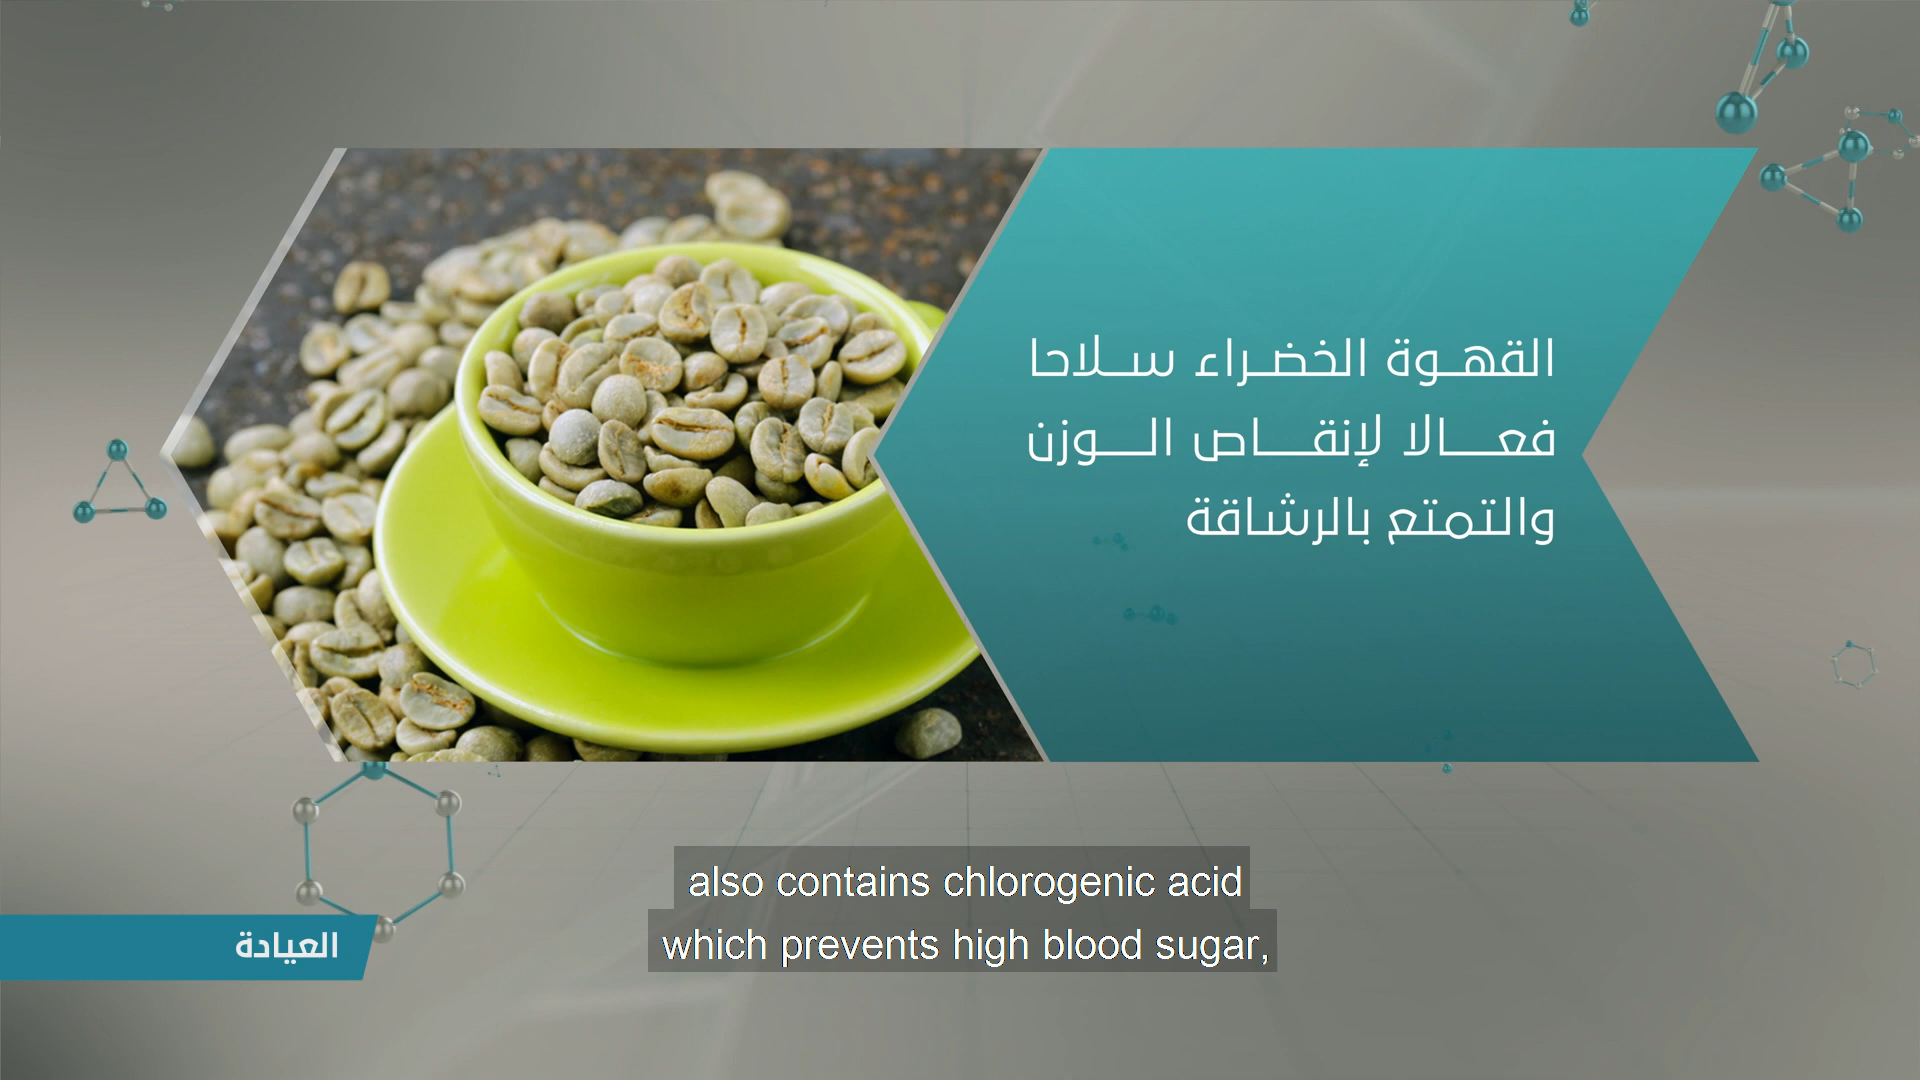 القهوة الخضراء سلاحا
فعالا لإنقاص الوزن
والتمتع بالرشاقة
also contains chlorogenic acid
which prevents high blood sugar,
العيادة